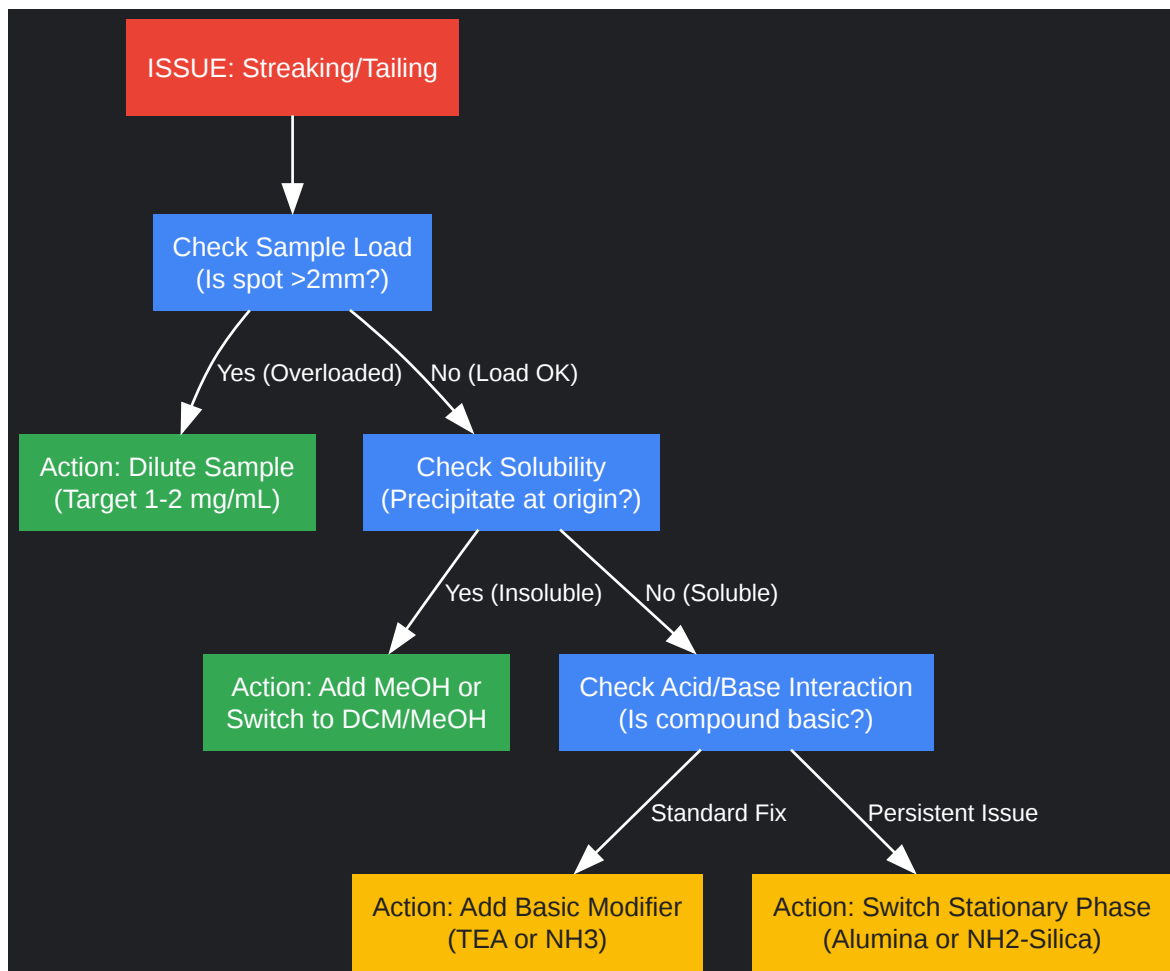 ISSUE: Streaking/Tailing
Check Sample Load
(Is spot >2mm?)
Yes (Overloaded)
No (Load OK)
Action: Dilute Sample
(Target 1-2 mg/mL)
Check Solubility
(Precipitate at origin?)
Yes (Insoluble)
No (Soluble)
Action: Add MeOH or
Switch to DCM/MeOH
Check Acid/Base Interaction
(Is compound basic?)
Standard Fix
Persistent Issue
Action: Add Basic Modifier
(TEA or NH3)
Action: Switch Stationary Phase
(Alumina or NH2-Silica)